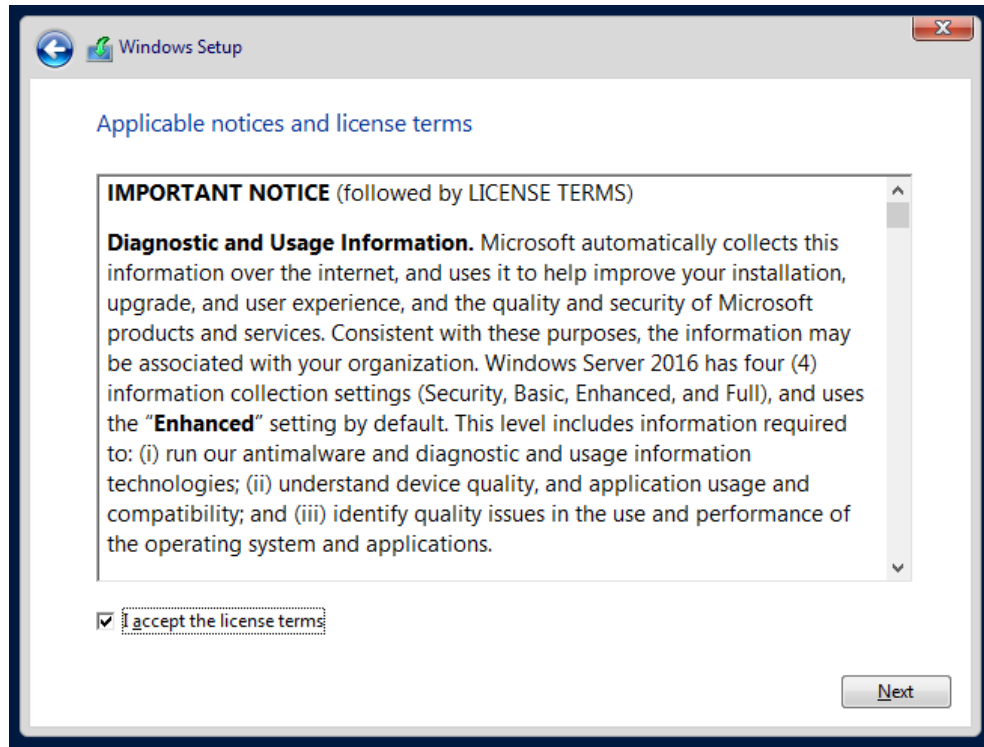 Windows Setup
Applicable notices and license terms
IMPORTANT NOTICE (followed by LICENSE TERMS)
Diagnostic and Usage Information. Microsoft automatically collects this
information over the internet, and uses it to help improve your installation,
upgrade, and user experience, and the quality and security of Microsoft
products and services. Consistent with these purposes, the information may
be associated with your organization. Windows Server 2016 has four (4)
information collection settings (Security, Basic, Enhanced, and Full), and uses
the “Enhanced” setting by default. This level includes information required
to: (i) run our antimalware and diagnostic and usage information
technologies; (ii) understand device quality, and application usage and
compatibility; and (iii) identify quality issues in the use and performance of
the operating system and applications.
I accept the license terms
Next